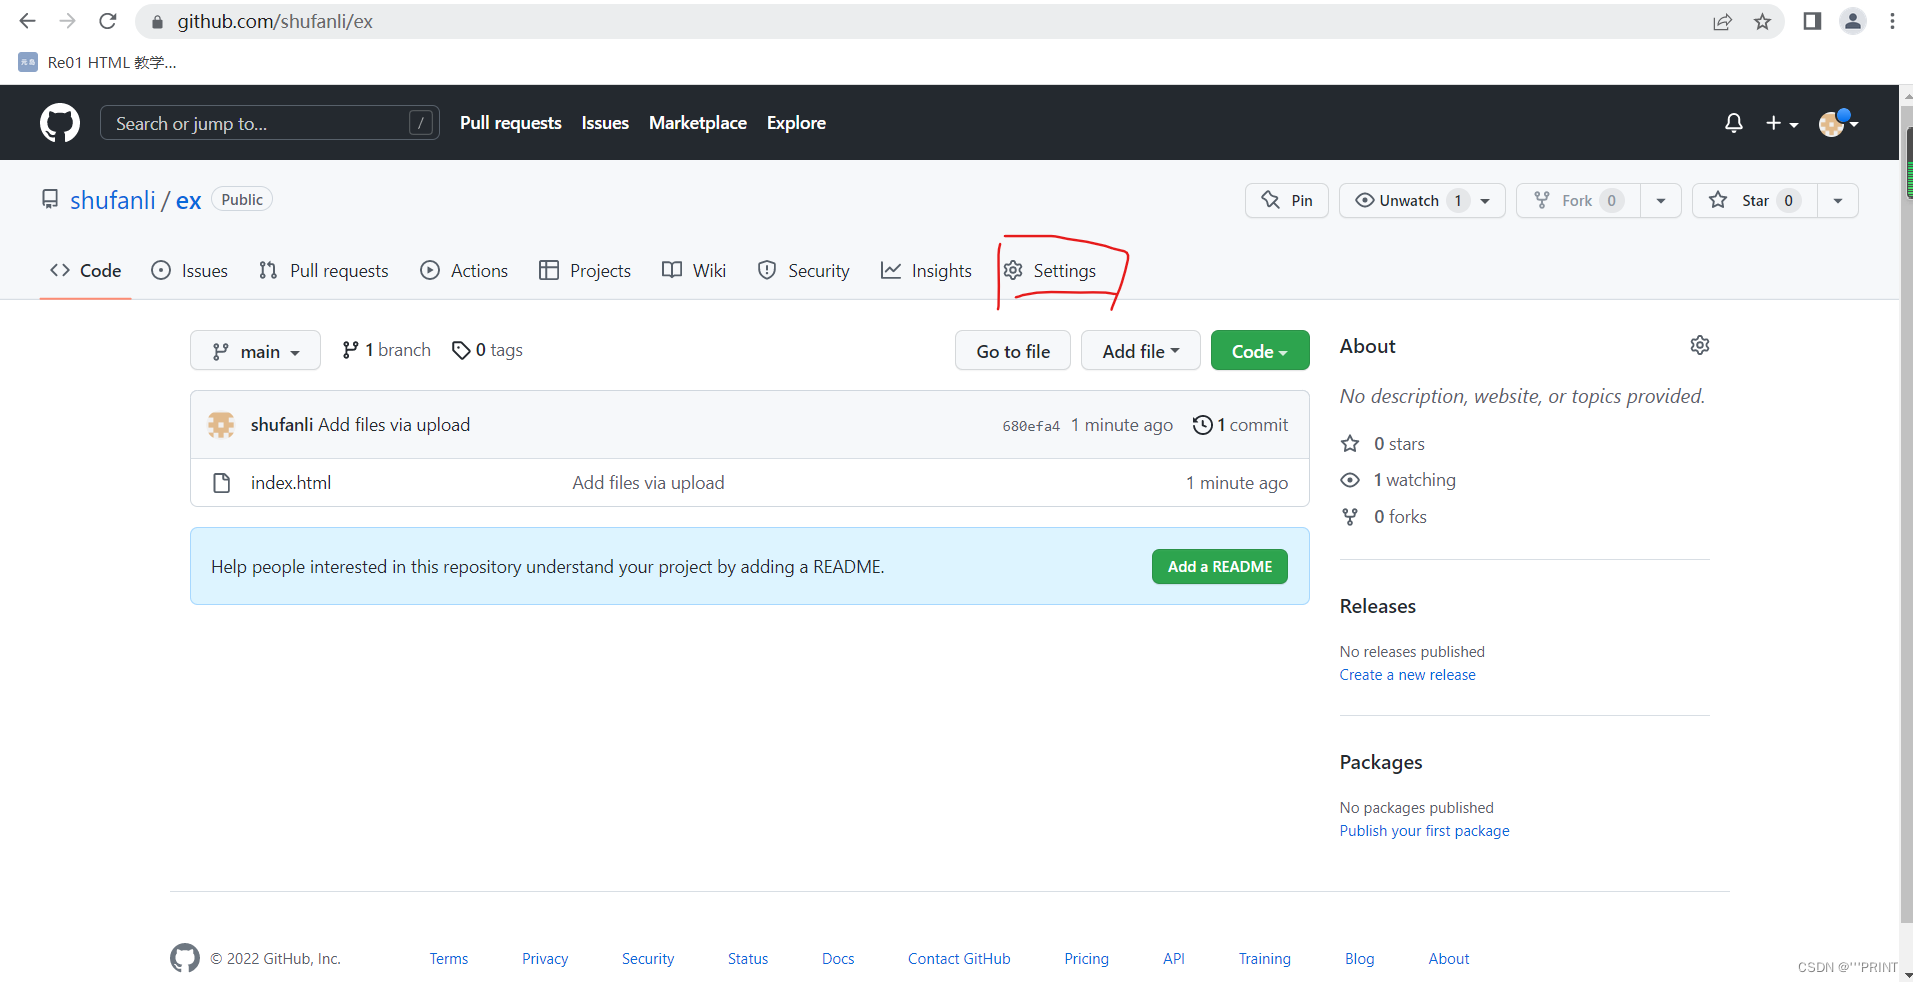 github.com/shufanli/ex
Re01 HTML 教学...
Search or jump to... /
Pull requests Issues Marketplace Explore
shufanli / ex Public
Pin Unwatch 1 Fork 0 Star 0
Code Issues Pull requests Actions Projects Wiki Security Insights Settings
main 1 branch 0 tags Go to file Add file Code
shufanli Add files via upload 680efa4 1 minute ago 1 commit
index.html Add files via upload 1 minute ago
Help people interested in this repository understand your project by adding a README. Add a README
About
No description, website, or topics provided.
0 stars
1 watching
0 forks
Releases
No releases published
Create a new release
Packages
No packages published
Publish your first package
© 2022 GitHub, Inc. Terms Privacy Security Status Docs Contact GitHub Pricing API Training Blog About
CSDN @'''PRINT